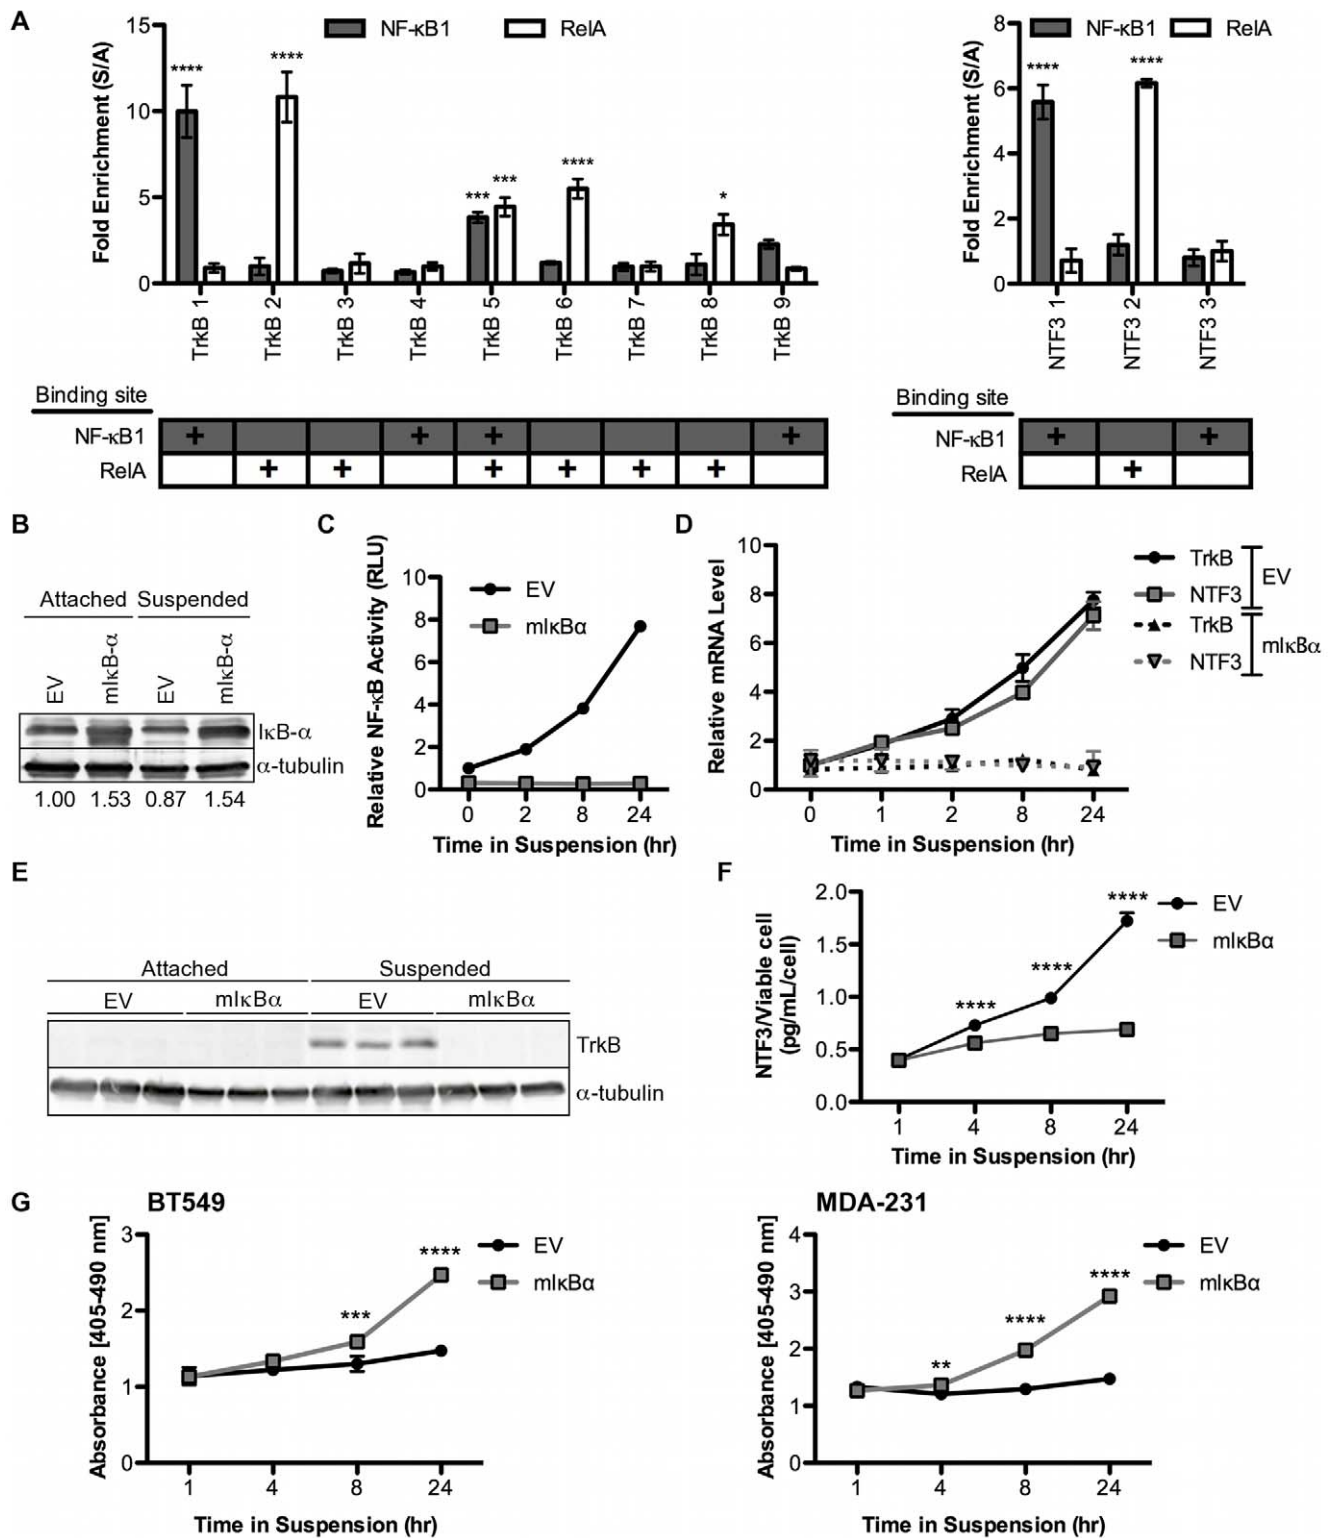 A
NF-κB1 RelA
Fold Enrichment (S/A)
15
10
5
0
**** **** *** *** **** *
TrkB 1 TrkB 2 TrkB 3 TrkB 4 TrkB 5 TrkB 6 TrkB 7 TrkB 8 TrkB 9
Binding site
NF-κB1 + + + +
RelA + + + + + +
NF-κB1 RelA
Fold Enrichment (S/A)
8
6
4
2
0
**** ****
NTF3 1 NTF3 2 NTF3 3
Binding site
NF-κB1 + +
RelA +
B
Attached Suspended
EV mIκB-α EV mIκB-α
IκB-α
α-tubulin
1.00 1.53 0.87 1.54
C
Relative NF-κB Activity (RLU)
10
8
6
4
2
0
EV
mIκBα
0 2 8 24
Time in Suspension (hr)
D
Relative mRNA Level
10
8
6
4
2
0
TrkB
NTF3
EV
TrkB
NTF3
mIκBα
0 1 2 8 24
Time in Suspension (hr)
E
Attached Suspended
EV mIκBα EV mIκBα
TrkB
α-tubulin
F
NTF3/Viable cell
(pg/mL/cell)
2.0
1.5
1.0
0.5
0.0
**** **** ****
EV
mIκBα
1 4 8 24
Time in Suspension (hr)
G
BT549
Absorbance [405-490 nm]
3
2
1
0
*** ****
EV
mIκBα
1 4 8 24
Time in Suspension (hr)
MDA-231
Absorbance [405-490 nm]
4
3
2
1
0
** **** ****
EV
mIκBα
1 4 8 24
Time in Suspension (hr)